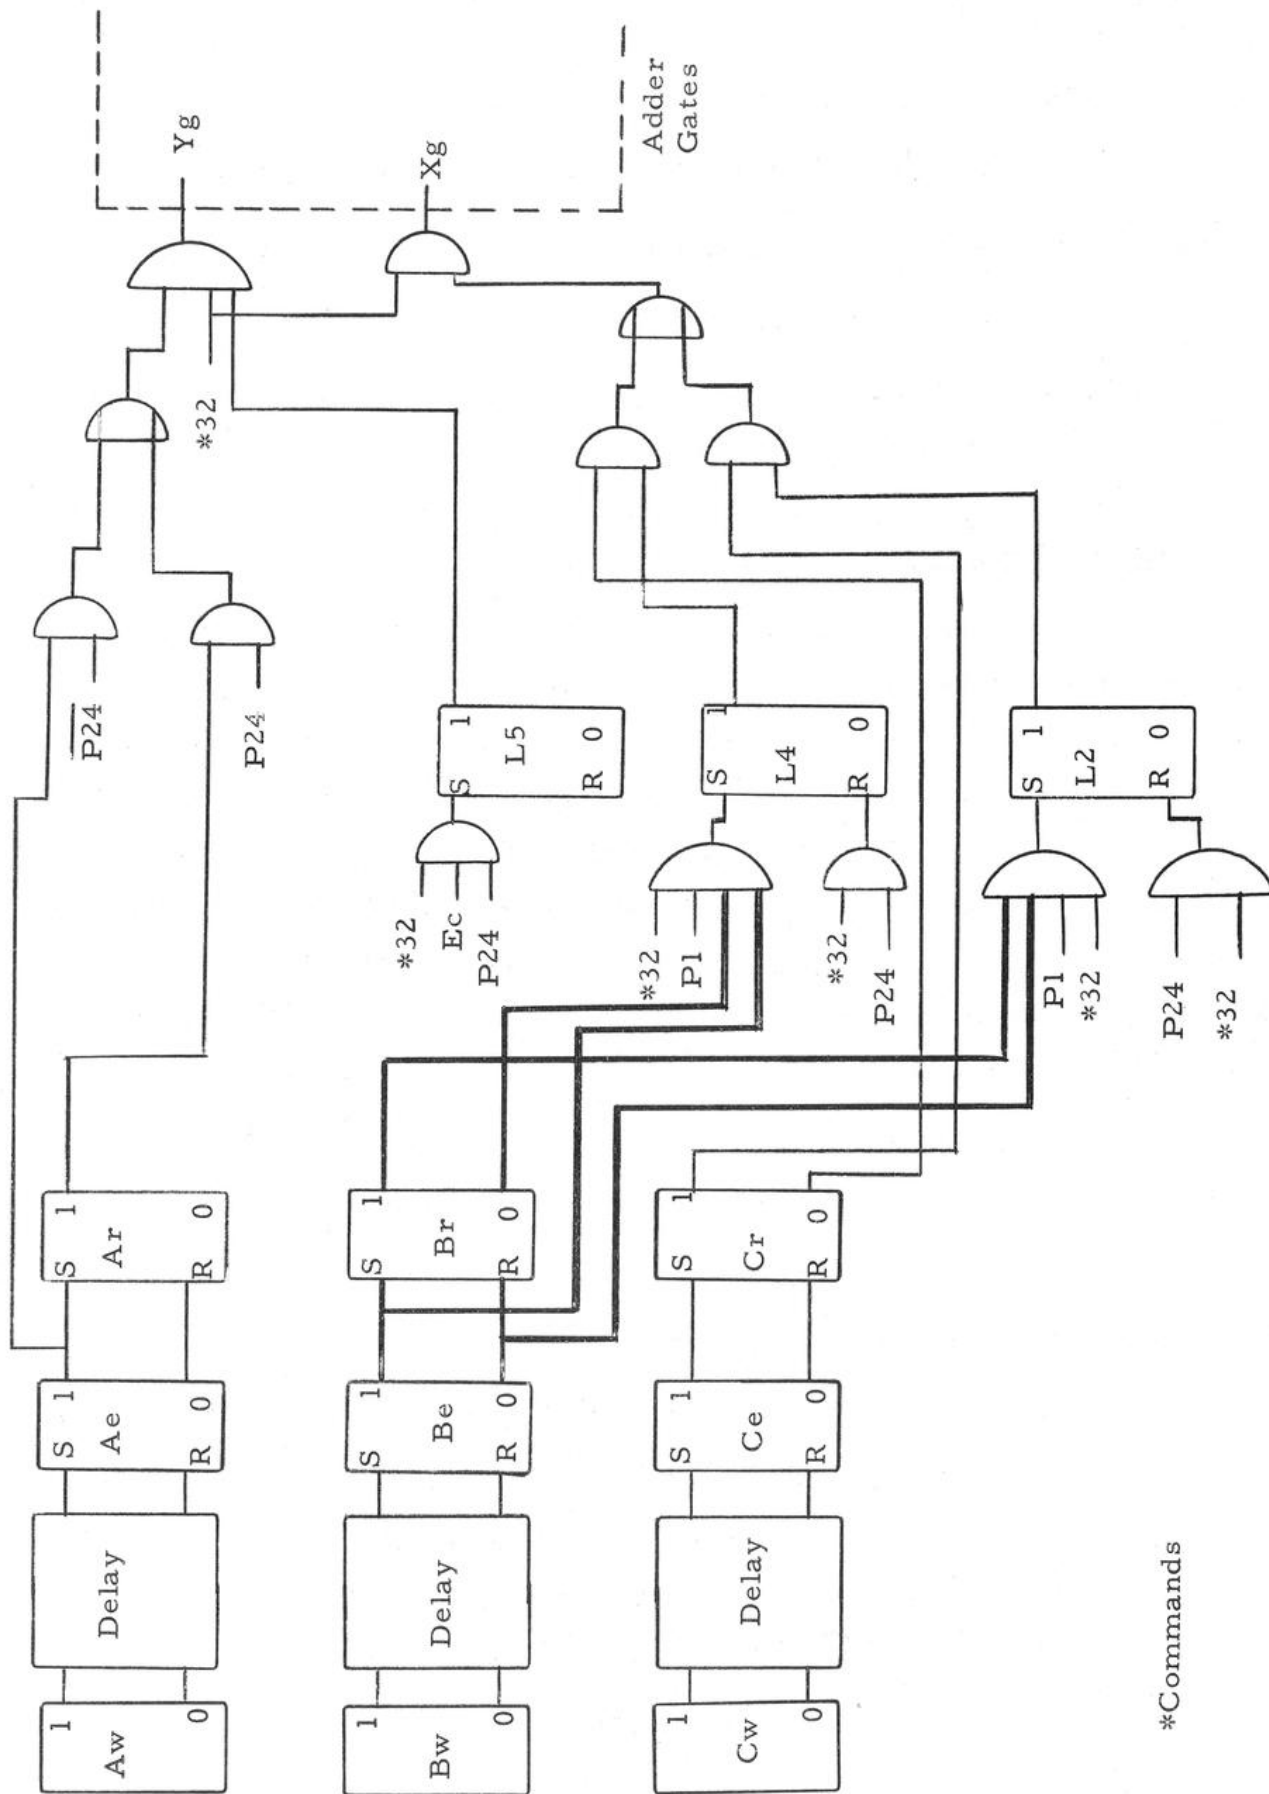 Aw
1
0
Delay
S
1
Ae
R
0
S
1
Ar
R
0
P24
P24
*32
Yg
Bw
1
0
Delay
S
1
Be
R
0
S
1
Br
R
0
*32
Ec
P24
S
1
L5
R
0
Xg
Adder
Gates
Cw
1
0
Delay
S
1
Ce
R
0
S
1
Cr
R
0
*32
P1
*32
P24
S
1
L4
R
0
P1
*32
P24
*32
S
1
L2
R
0
*Commands